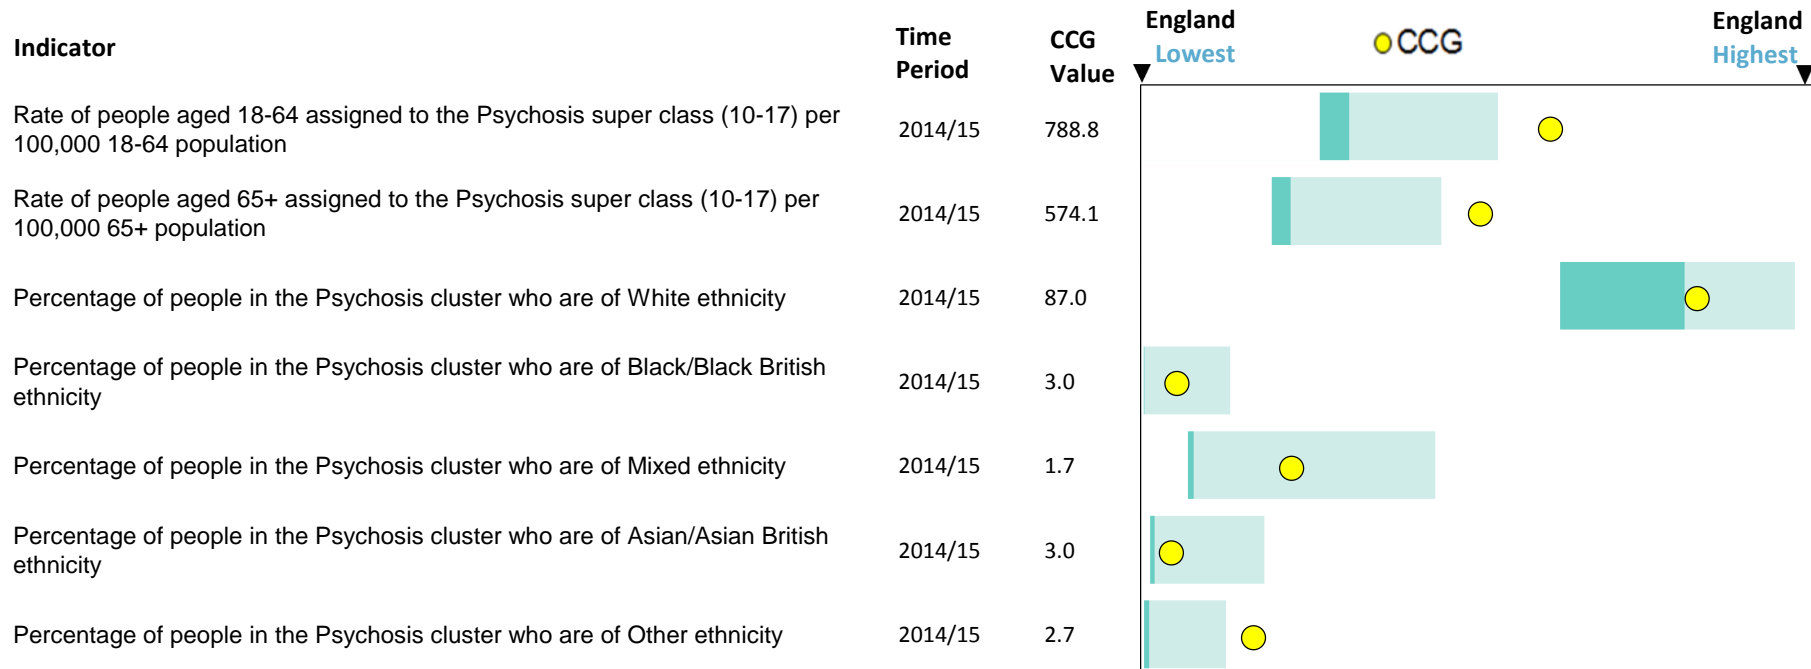 Indicator
Time
Period
CCG
Value
England
Lowest
CCG
England
Highest
Rate of people aged 18-64 assigned to the Psychosis super class (10-17) per
100,000 18-64 population
2014/15
788.8
Rate of people aged 65+ assigned to the Psychosis super class (10-17) per
100,000 65+ population
2014/15
574.1
Percentage of people in the Psychosis cluster who are of White ethnicity
2014/15
87.0
Percentage of people in the Psychosis cluster who are of Black/Black British
ethnicity
2014/15
3.0
Percentage of people in the Psychosis cluster who are of Mixed ethnicity
2014/15
1.7
Percentage of people in the Psychosis cluster who are of Asian/Asian British
ethnicity
2014/15
3.0
Percentage of people in the Psychosis cluster who are of Other ethnicity
2014/15
2.7